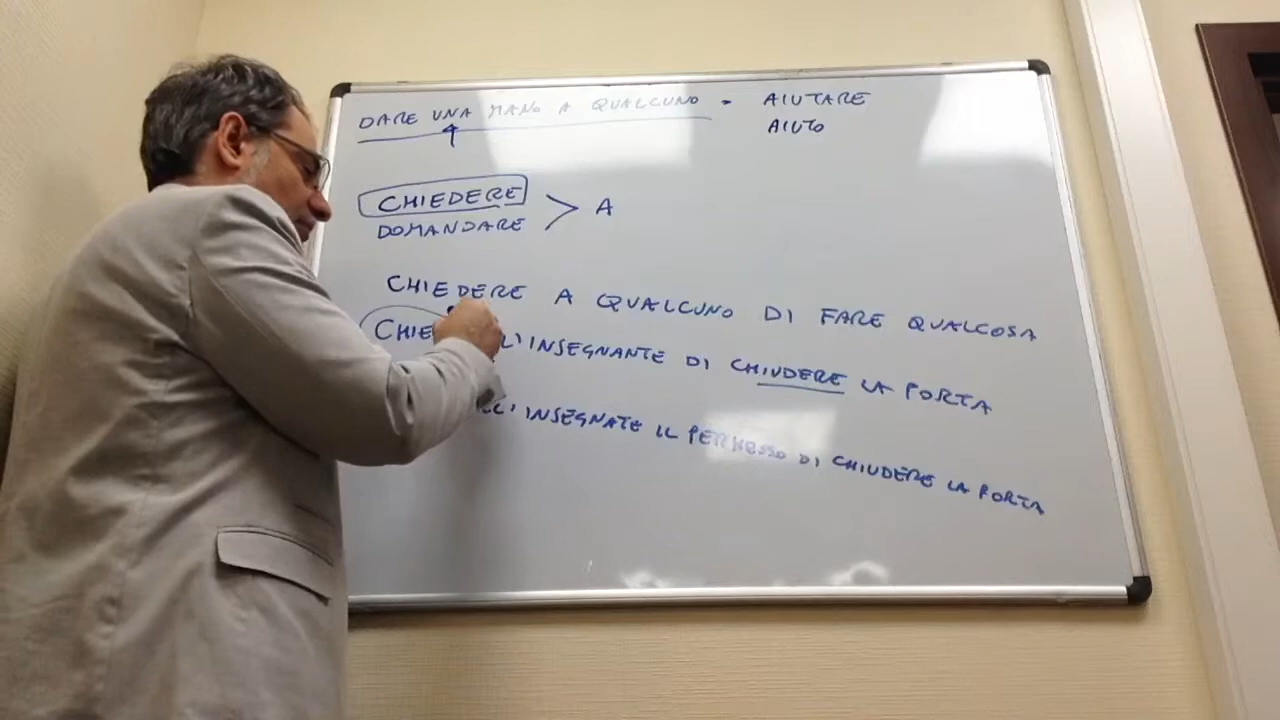 DARE UNA MANO A QUALCUNO = AIUTARE
AIUTO
CHIEDERE
DOMANDARE > A
CHIEDERE A QUALCUNO DI FARE QUALCOSA
L'INSEGNANTE DI CHIUDERE LA PORTA
L'INSEGNATE IL PERMESSO DI CHIUDERE LA PORTA